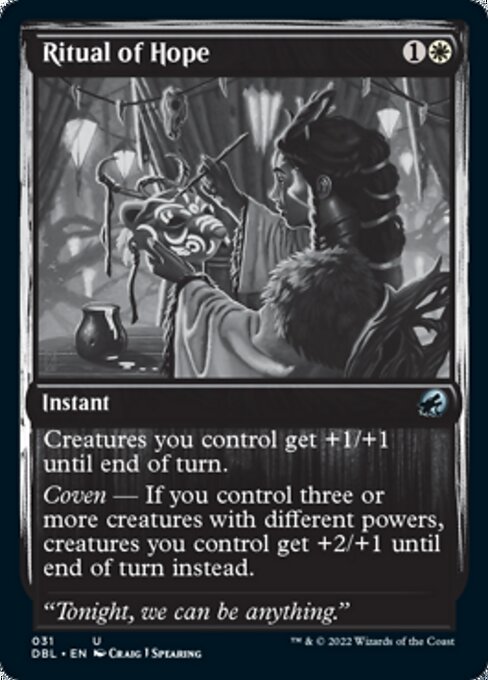 Ritual of Hope 1
Instant
Creatures you control get +1/+1
until end of turn.
Coven — If you control three or
more creatures with different powers,
creatures you control get +2/+1 until
end of turn instead.
“Tonight, we can be anything.”
031 U
DBL • EN Craig J Spearing
™ & © 2022 Wizards of the Coast